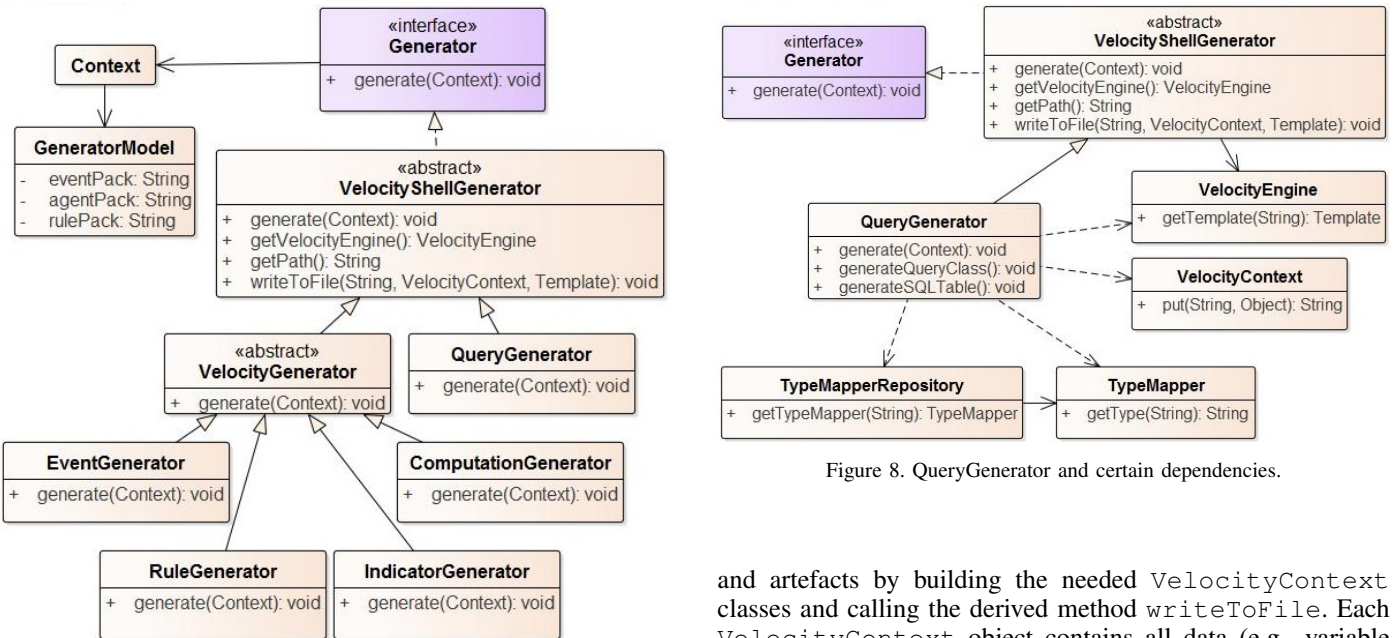 Context
«interface»
Generator
+ generate(Context): void
GeneratorModel
- eventPack: String
- agentPack: String
- rulePack: String
«abstract»
VelocityShellGenerator
+ generate(Context): void
+ getVelocityEngine(): VelocityEngine
+ getPath(): String
+ writeToFile(String, VelocityContext, Template): void
«abstract»
VelocityGenerator
+ generate(Context): void
QueryGenerator
+ generate(Context): void
EventGenerator
+ generate(Context): void
ComputationGenerator
+ generate(Context): void
RuleGenerator
+ generate(Context): void
IndicatorGenerator
+ generate(Context): void
«interface»
Generator
+ generate(Context): void
«abstract»
VelocityShellGenerator
+ generate(Context): void
+ getVelocityEngine(): VelocityEngine
+ getPath(): String
+ writeToFile(String, VelocityContext, Template): void
QueryGenerator
+ generate(Context): void
+ generateQueryClass(): void
+ generateSQLTable(): void
VelocityEngine
+ getTemplate(String): Template
VelocityContext
+ put(String, Object): String
TypeMapperRepository
+ getTypeMapper(String): TypeMapper
TypeMapper
+ getType(String): String
Figure 8. QueryGenerator and certain dependencies.
and artefacts by building the needed VelocityContext
classes and calling the derived method writeToFile. Each
VelocityContext object contains all data (e.g., variable